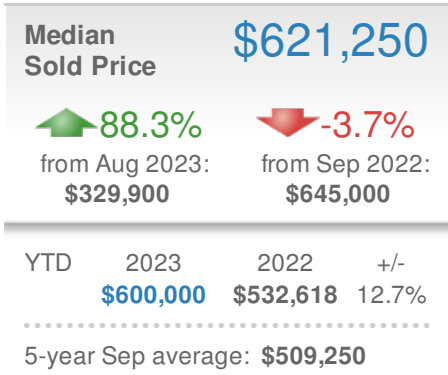 Median
Sold Price
$621,250
88.3%
from Aug 2023:
$329,900
-3.7%
from Sep 2022:
$645,000
YTD 2023 2022 +/-
$600,000 $532,618 12.7%
5-year Sep average: $509,250